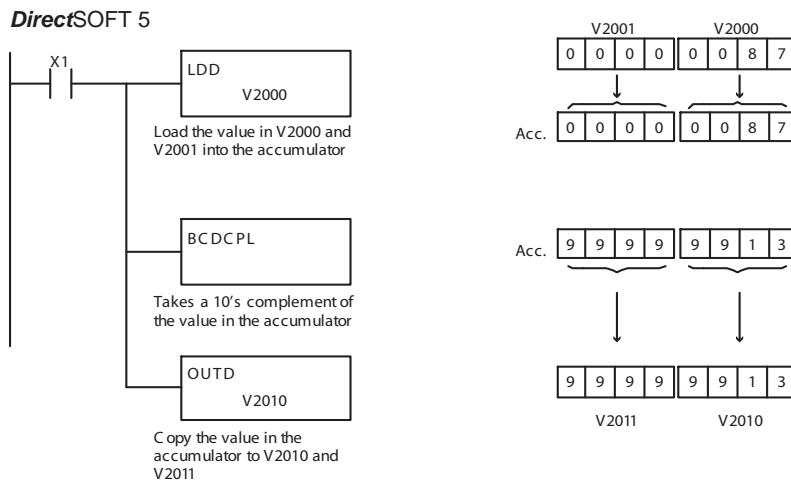 DirectSOFT 5
X1
LDD
V2000
Load the value in V2000 and
V2001 into the accumulator
BCDCPL
Takes a 10's complement of
the value in the accumulator
OUTD
V2010
Copy the value in the
accumulator to V2010 and
V2011
V2001 V2000
0 0 0 0 0 0 8 7
Acc. 0 0 0 0 0 0 8 7
Acc. 9 9 9 9 9 9 1 3
9 9 9 9 9 9 1 3
V2011 V2010